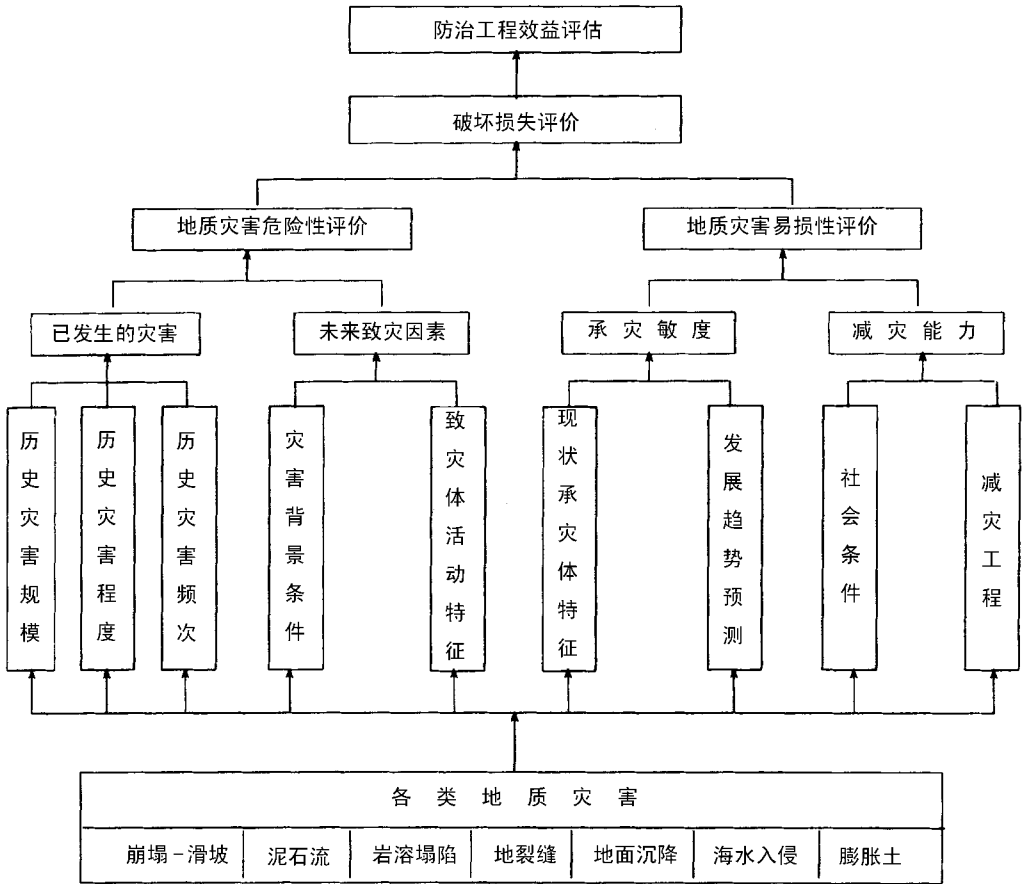 防治工程效益评估
破坏损失评价
地质灾害危险性评价
地质灾害易损性评价
已发生的灾害
未来致灾因素
承灾敏度
减灾能力
历史灾害规模
历史灾害程度
历史灾害频次
灾害背景条件
致灾体活动特征
现状承灾体特征
发展趋势预测
社会条件
减灾工程
各类地质灾害
崩塌-滑坡
泥石流
岩溶塌陷
地裂缝
地面沉降
海水入侵
膨胀土